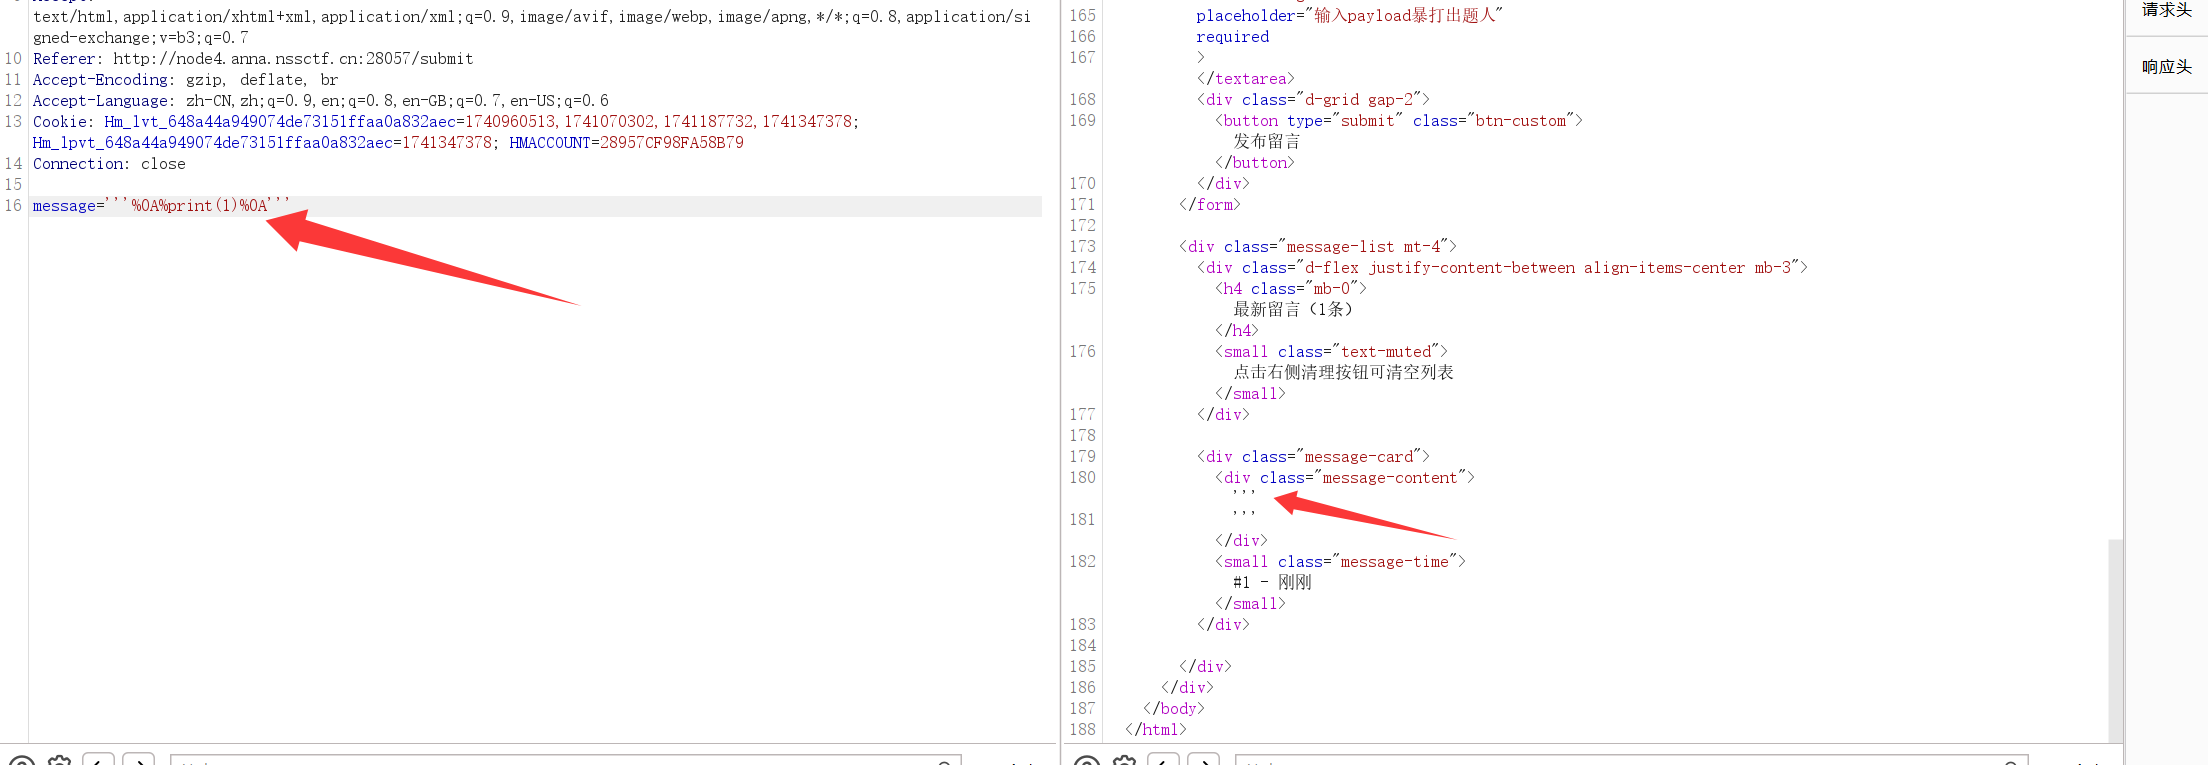 text/html,application/xhtml+xml,application/xml;q=0.9,image/avif,image/webp,image/apng,*/*;q=0.8,application/si
gned-exchange;v=b3;q=0.7
10 Referer: http://node4.anna.nssctf.cn:28057/submit
11 Accept-Encoding: gzip, deflate, br
12 Accept-Language: zh-CN,zh;q=0.9,en;q=0.8,en-GB;q=0.7,en-US;q=0.6
13 Cookie: Hm_lvt_648a44a949074de73151ffaa0a832aec=1740960513,1741070302,1741187732,1741347378;
Hm_lpvt_648a44a949074de73151ffaa0a832aec=1741347378; HMACCOUNT=28957CF98FA58B79
14 Connection: close
15
16 message='''%0A%print(1)%0A'''
165 placeholder="输入payload暴打出题人"
166 required
167 >
</textarea>
168 <div class="d-grid gap-2">
169 <button type="submit" class="btn-custom">
发布留言
</button>
170 </div>
171 </form>
172
173 <div class="message-list mt-4">
174 <div class="d-flex justify-content-between align-items-center mb-3">
175 <h4 class="mb-0">
最新留言（1条）
</h4>
176 <small class="text-muted">
点击右侧清理按钮可清空列表
</small>
177 </div>
178
179 <div class="message-card">
180 <div class="message-content">
'''
181 '''
</div>
182 <small class="message-time">
#1 - 刚刚
</small>
183 </div>
184
185 </div>
186 </div>
187 </body>
188 </html>
请求头
响应头